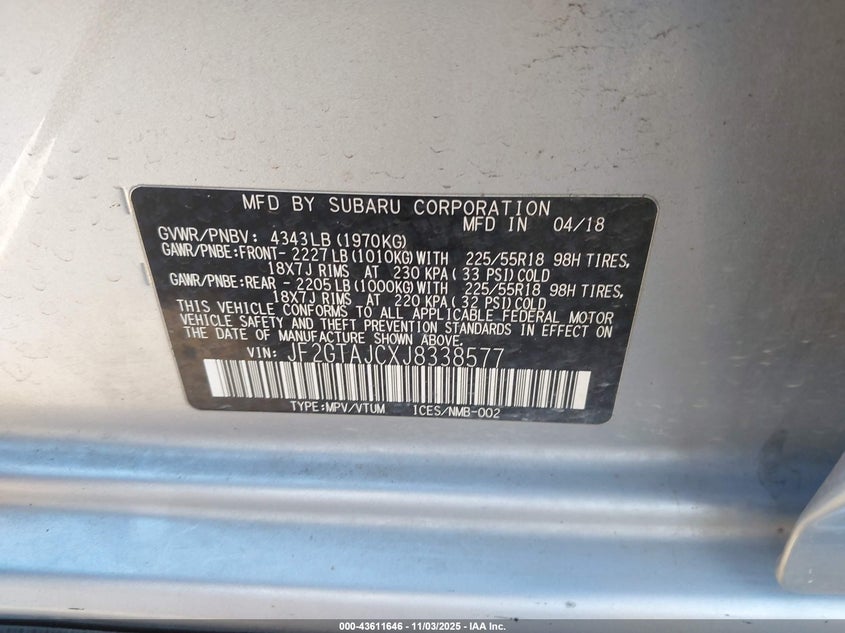 MFD BY SUBARU CORPORATION
MFD IN 04/18
GVWR/PNBV: 4343LB (1970KG)
GAWR/PNBE:FRONT- 2227LB (1010KG)WITH 225/55R18 98H TIRES,
18X7J RIMS AT 230 KPA( 33 PSI)COLD
GAWR/PNBE:REAR - 2205LB (1000KG)WITH 225/55R18 98H TIRES,
18X7J RIMS AT 220 KPA( 32 PSI)COLD
THIS VEHICLE CONFORMS TO ALL APPLICABLE FEDERAL MOTOR
VEHICLE SAFETY AND THEFT PREVENTION STANDARDS IN EFFECT ON
THE DATE OF MANUFACTURE SHOWN ABOVE.
VIN: JF2GTAJCXJ8338577
TYPE:MPV/VTUM ICES/NMB-002
000-43611646 - 11/03/2025 - IAA Inc.